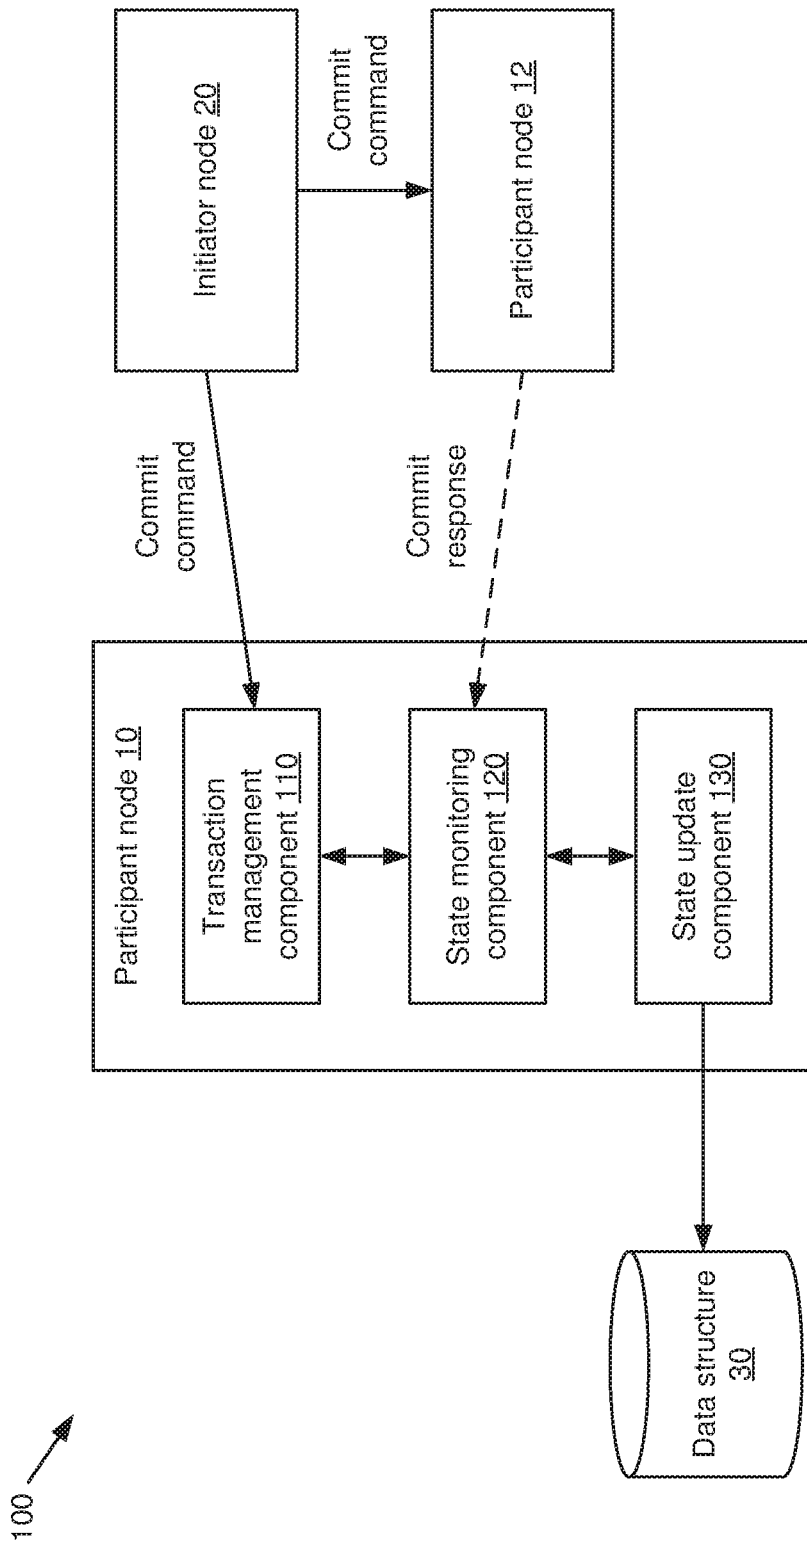 100
Participant node 10
Transaction
management
component 110
State monitoring
component 120
State update
component 130
Data structure
30
Commit
command
Commit
response
Initiator node 20
Commit
command
Participant node 12